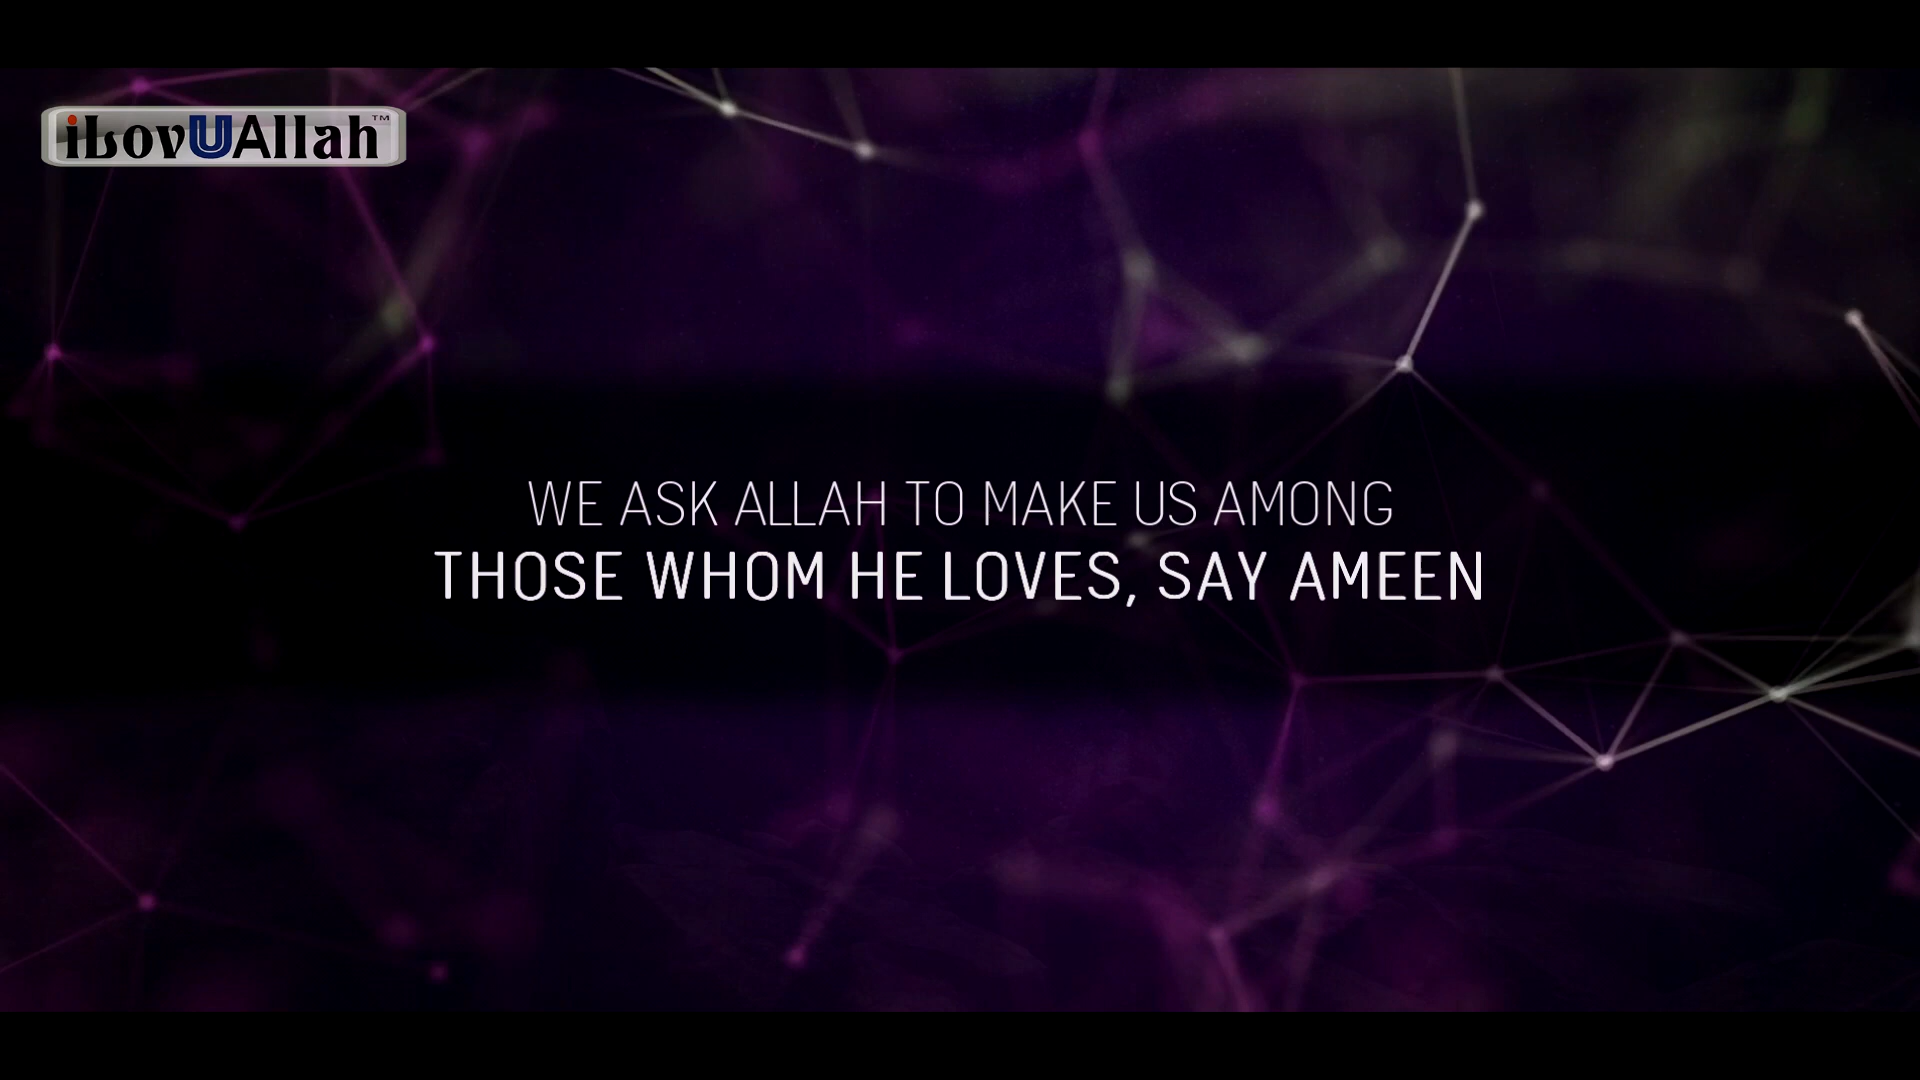 iLovUAllah™
WE ASK ALLAH TO MAKE US AMONG
THOSE WHOM HE LOVES, SAY AMEEN